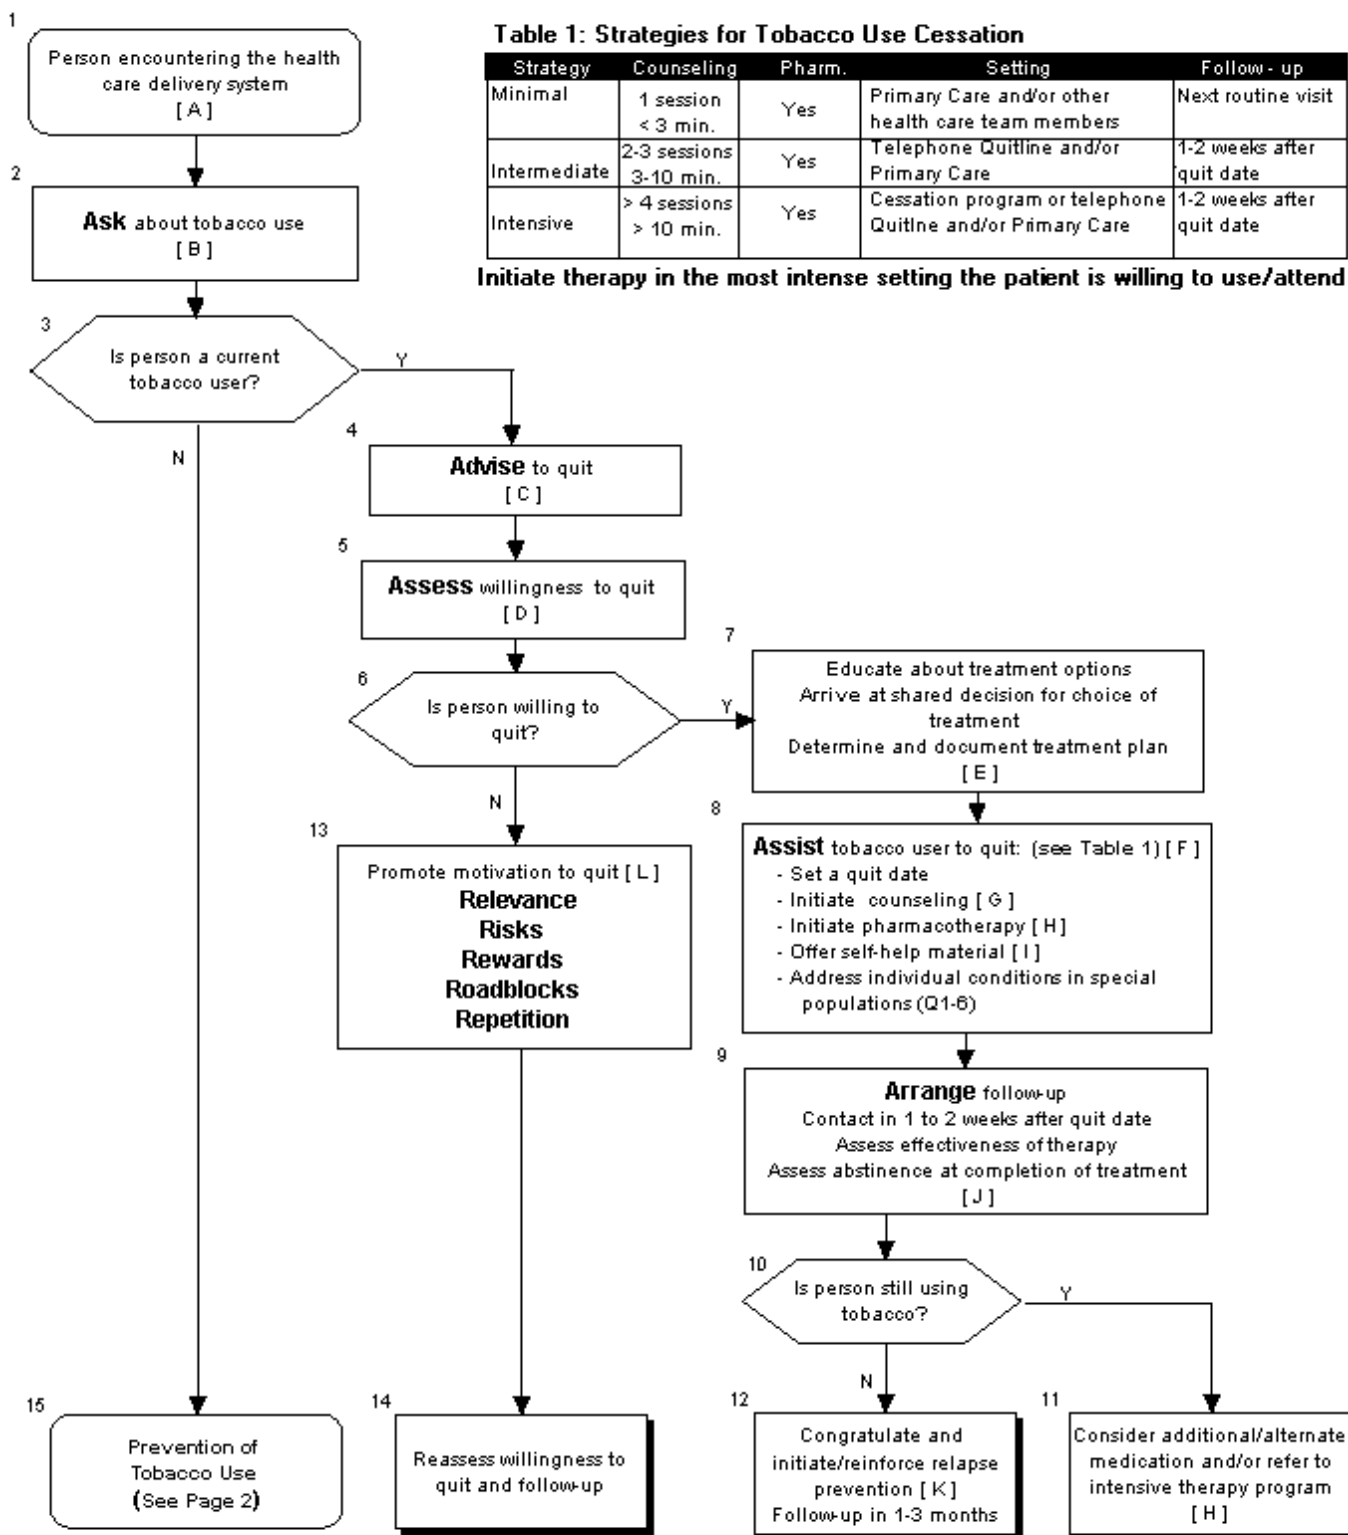 1
Person encountering the health
care delivery system
[ A ]
2
Ask about tobacco use
[ B ]
3
Is person a current
tobacco user?
Y
N
Table 1: Strategies for Tobacco Use Cessation
Strategy Counseling Pharm. Setting Follow - up
Minimal 1 session < 3 min. Yes Primary Care and/or other health care team members Next routine visit
Intermediate 2-3 sessions 3-10 min. Yes Telephone Quitline and/or Primary Care 1-2 weeks after quit date
Intensive > 4 sessions > 10 min. Yes Cessation program or telephone Quitlne and/or Primary Care 1-2 weeks after quit date
Initiate therapy in the most intense setting the patient is willing to use/attend
4
Advise to quit
[ C ]
5
Assess willingness to quit
[ D ]
6
Is person willing to
quit?
Y
N
7
Educate about treatment options
Arrive at shared decision for choice of
treatment
Determine and document treatment plan
[ E ]
8
Assist tobacco user to quit: (see Table 1) [ F ]
- Set a quit date
- Initiate counseling [ G ]
- Initiate pharmacotherapy [ H ]
- Offer self-help material [ I ]
- Address individual conditions in special
populations (Q1-6)
13
Promote motivation to quit [ L ]
Relevance
Risks
Rewards
Roadblocks
Repetition
9
Arrange follow-up
Contact in 1 to 2 weeks after quit date
Assess effectiveness of therapy
Assess abstinence at completion of treatment
[ J ]
10
Is person still using
tobacco?
Y
N
15
Prevention of
Tobacco Use
(See Page 2)
14
Reassess willingness to
quit and follow-up
12
Congratulate and
initiate/reinforce relapse
prevention [ K ]
Follow-up in 1-3 months
11
Consider additional/alternate
medication and/or refer to
intensive therapy program
[ H ]